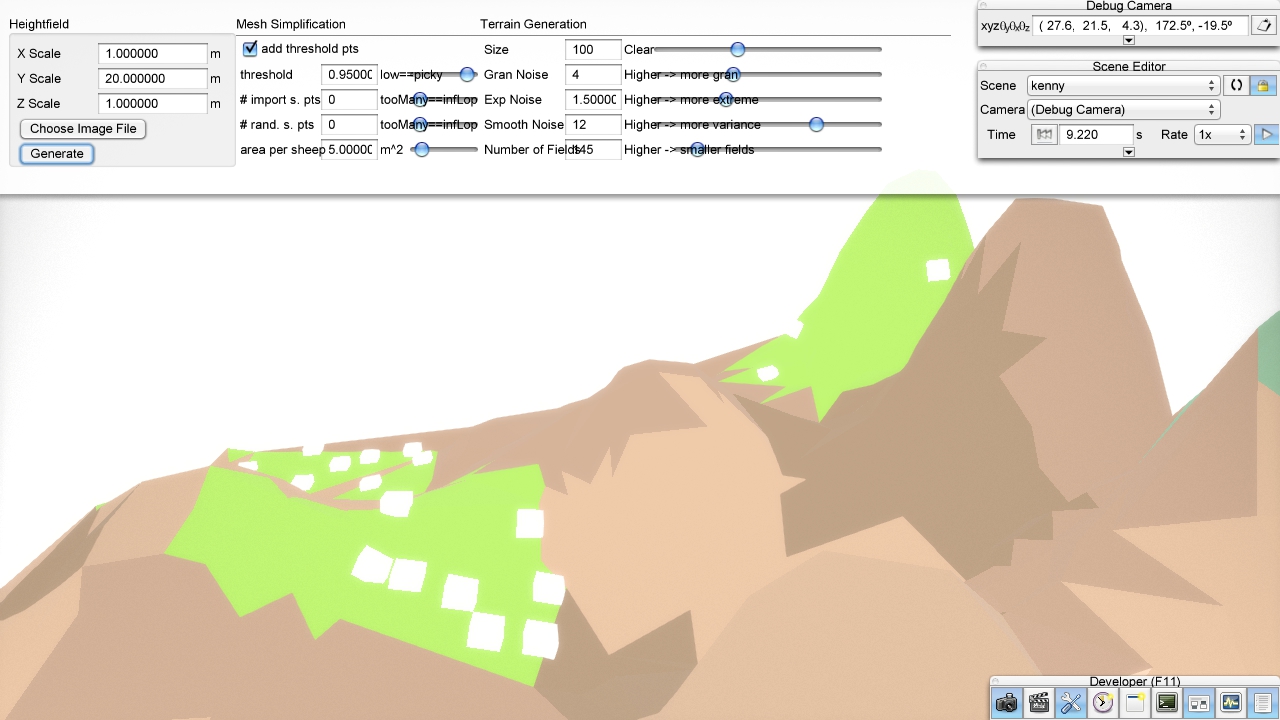 Heightfield
X Scale 1.000000 m
Y Scale 20.000000 m
Z Scale 1.000000 m
Choose Image File
Generate
Mesh Simplification
add threshold pts
threshold 0.95000 low==picky
# import s. pts 0 tooMany==infLop
# rand. s. pts 0 tooMany==infLop
area per sheep 5.00000 m^2
Terrain Generation
Size 100 Clear
Gran Noise 4 Higher -> more gran
Exp Noise 1.50000 Higher -> more extreme
Smooth Noise 12 Higher -> more variance
Number of Fields 145 Higher -> smaller fields
Debug Camera
xyz ( 27.6, 21.5, 4.3), 172.5º, -19.5º
Scene Editor
Scene kenny
Camera (Debug Camera)
Time 9.220 s Rate 1x
Developer (F11)